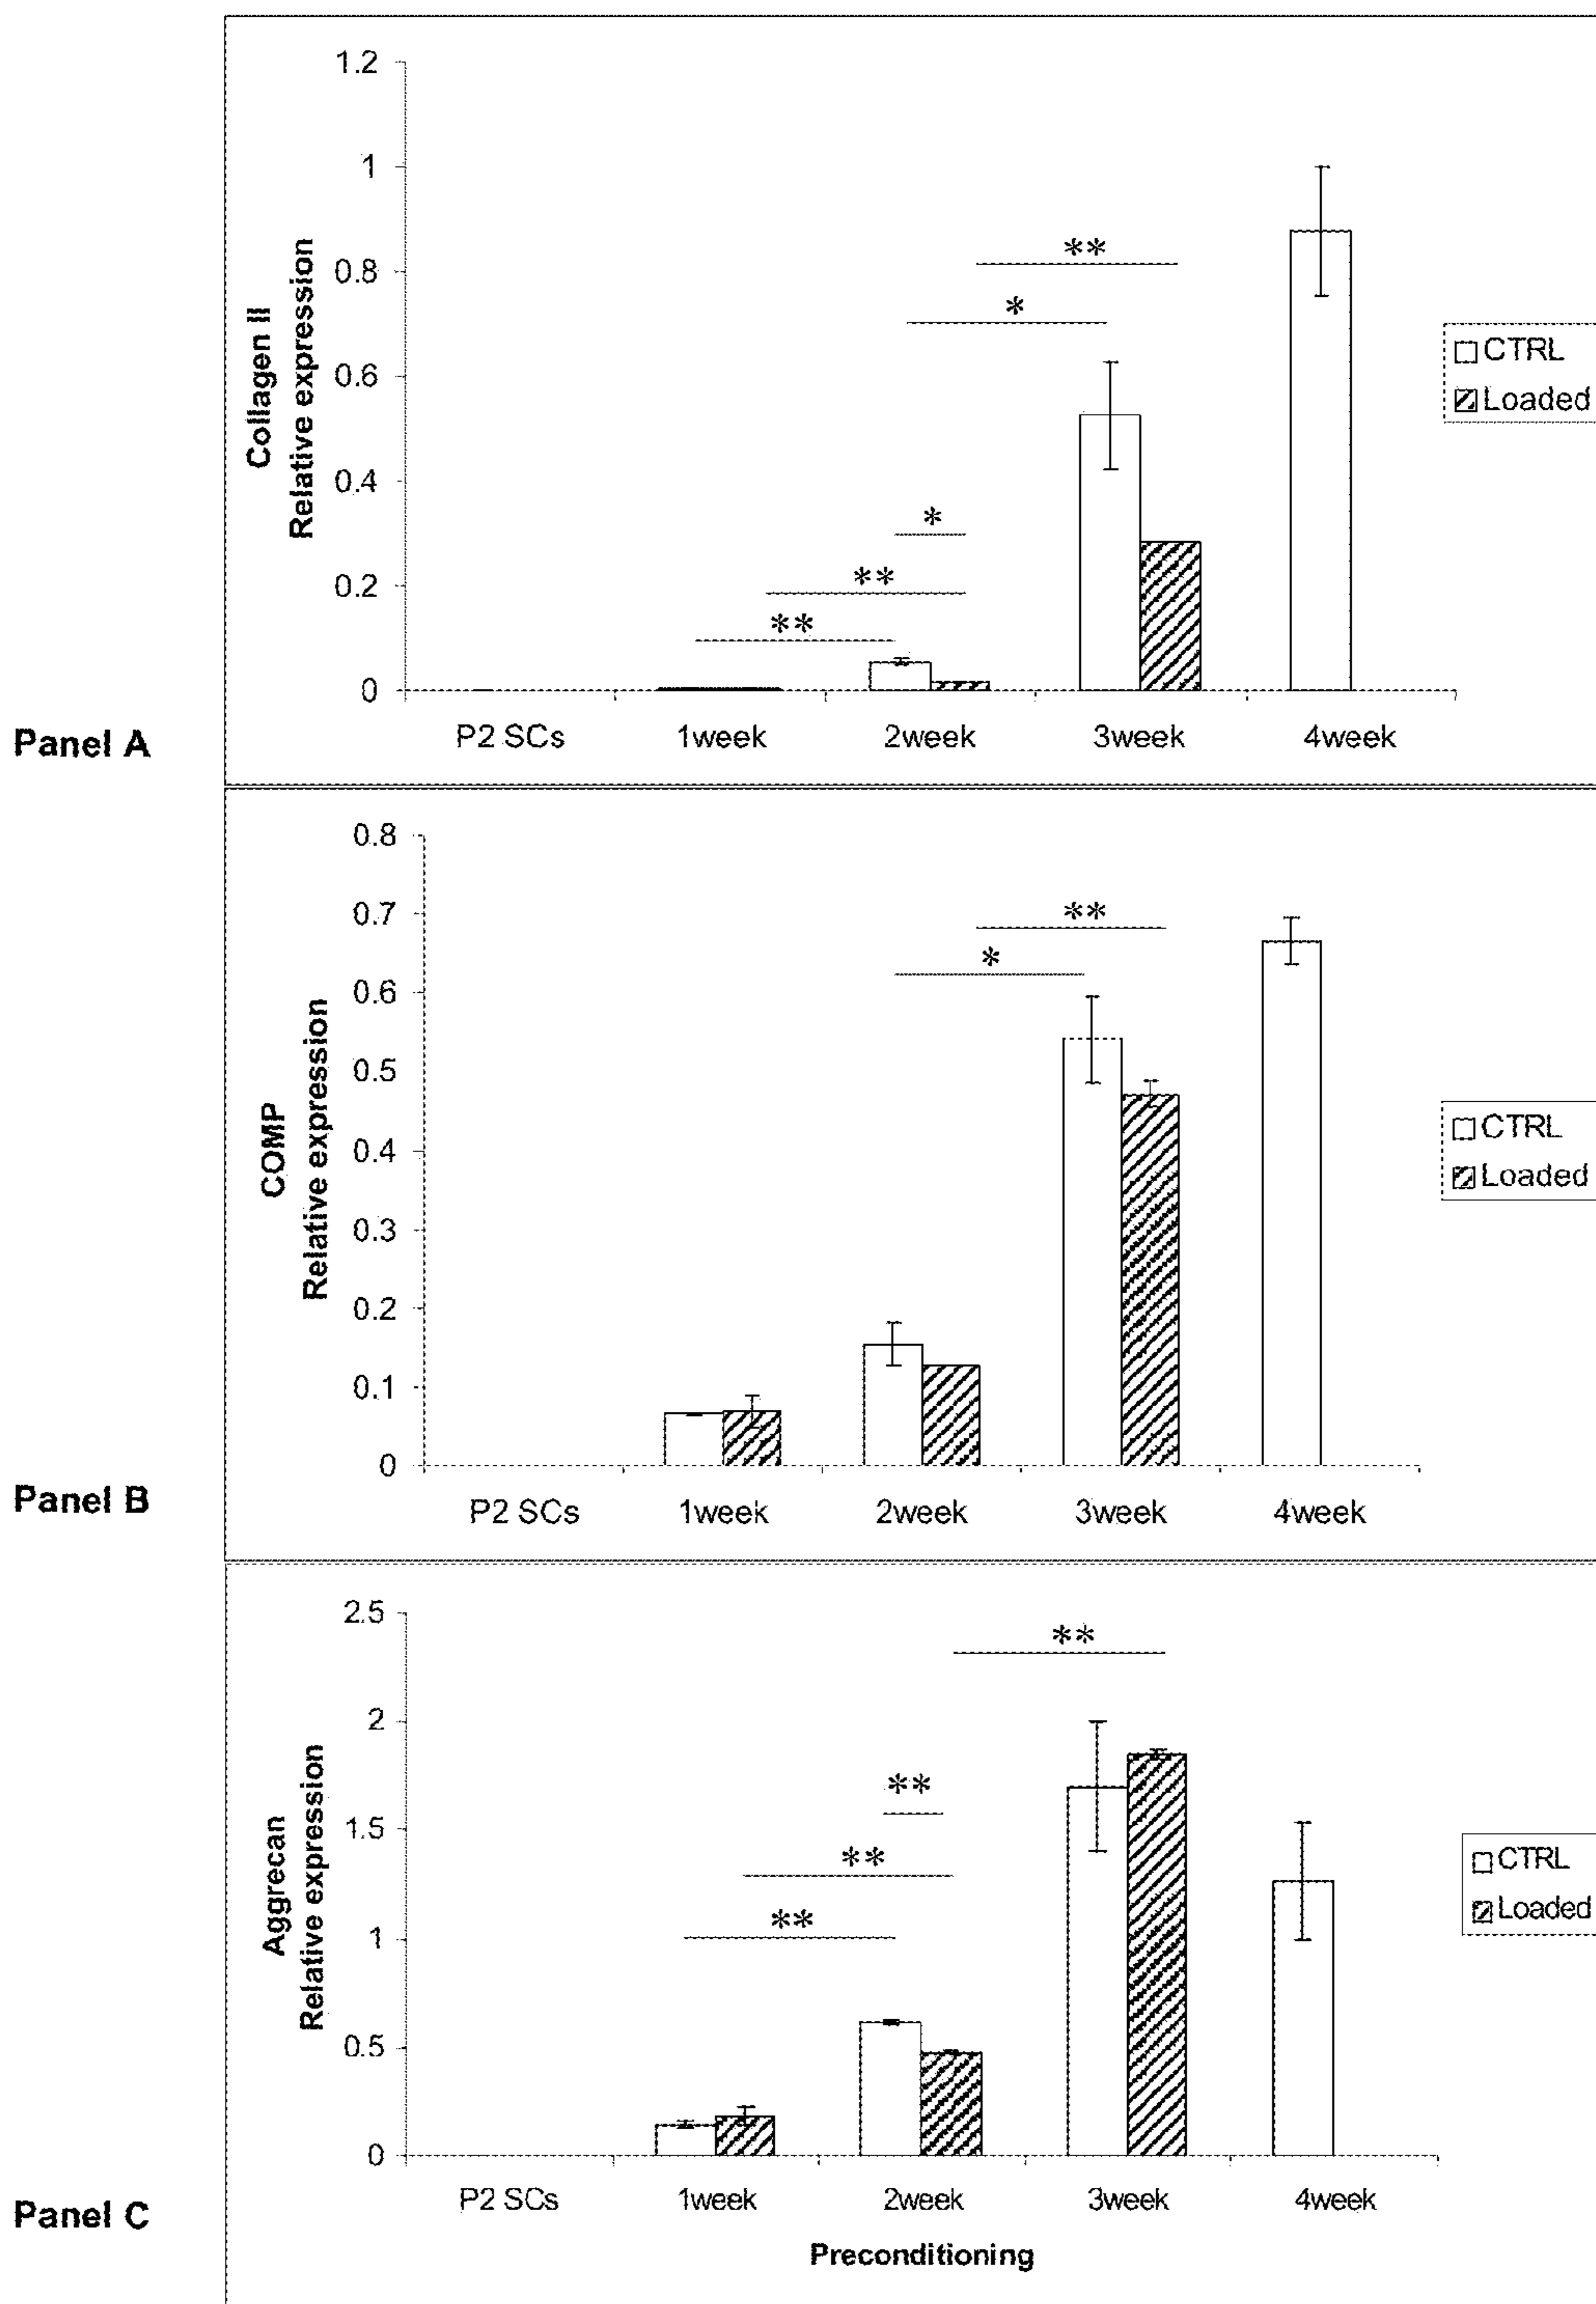 1.2
1
0.8
0.6
0.4
0.2
0
Collagen II
Relative expression
**
*
*
**
**
CTRL
Loaded
P2 SCs 1week 2week 3week 4week
Panel A
0.8
0.7
0.6
0.5
0.4
0.3
0.2
0.1
0
COMP
Relative expression
**
*
CTRL
Loaded
P2 SCs 1week 2week 3week 4week
Panel B
2.5
2
1.5
1
0.5
0
Aggrecan
Relative expression
**
**
**
**
CTRL
Loaded
P2 SCs 1week 2week 3week 4week
Panel C
Preconditioning